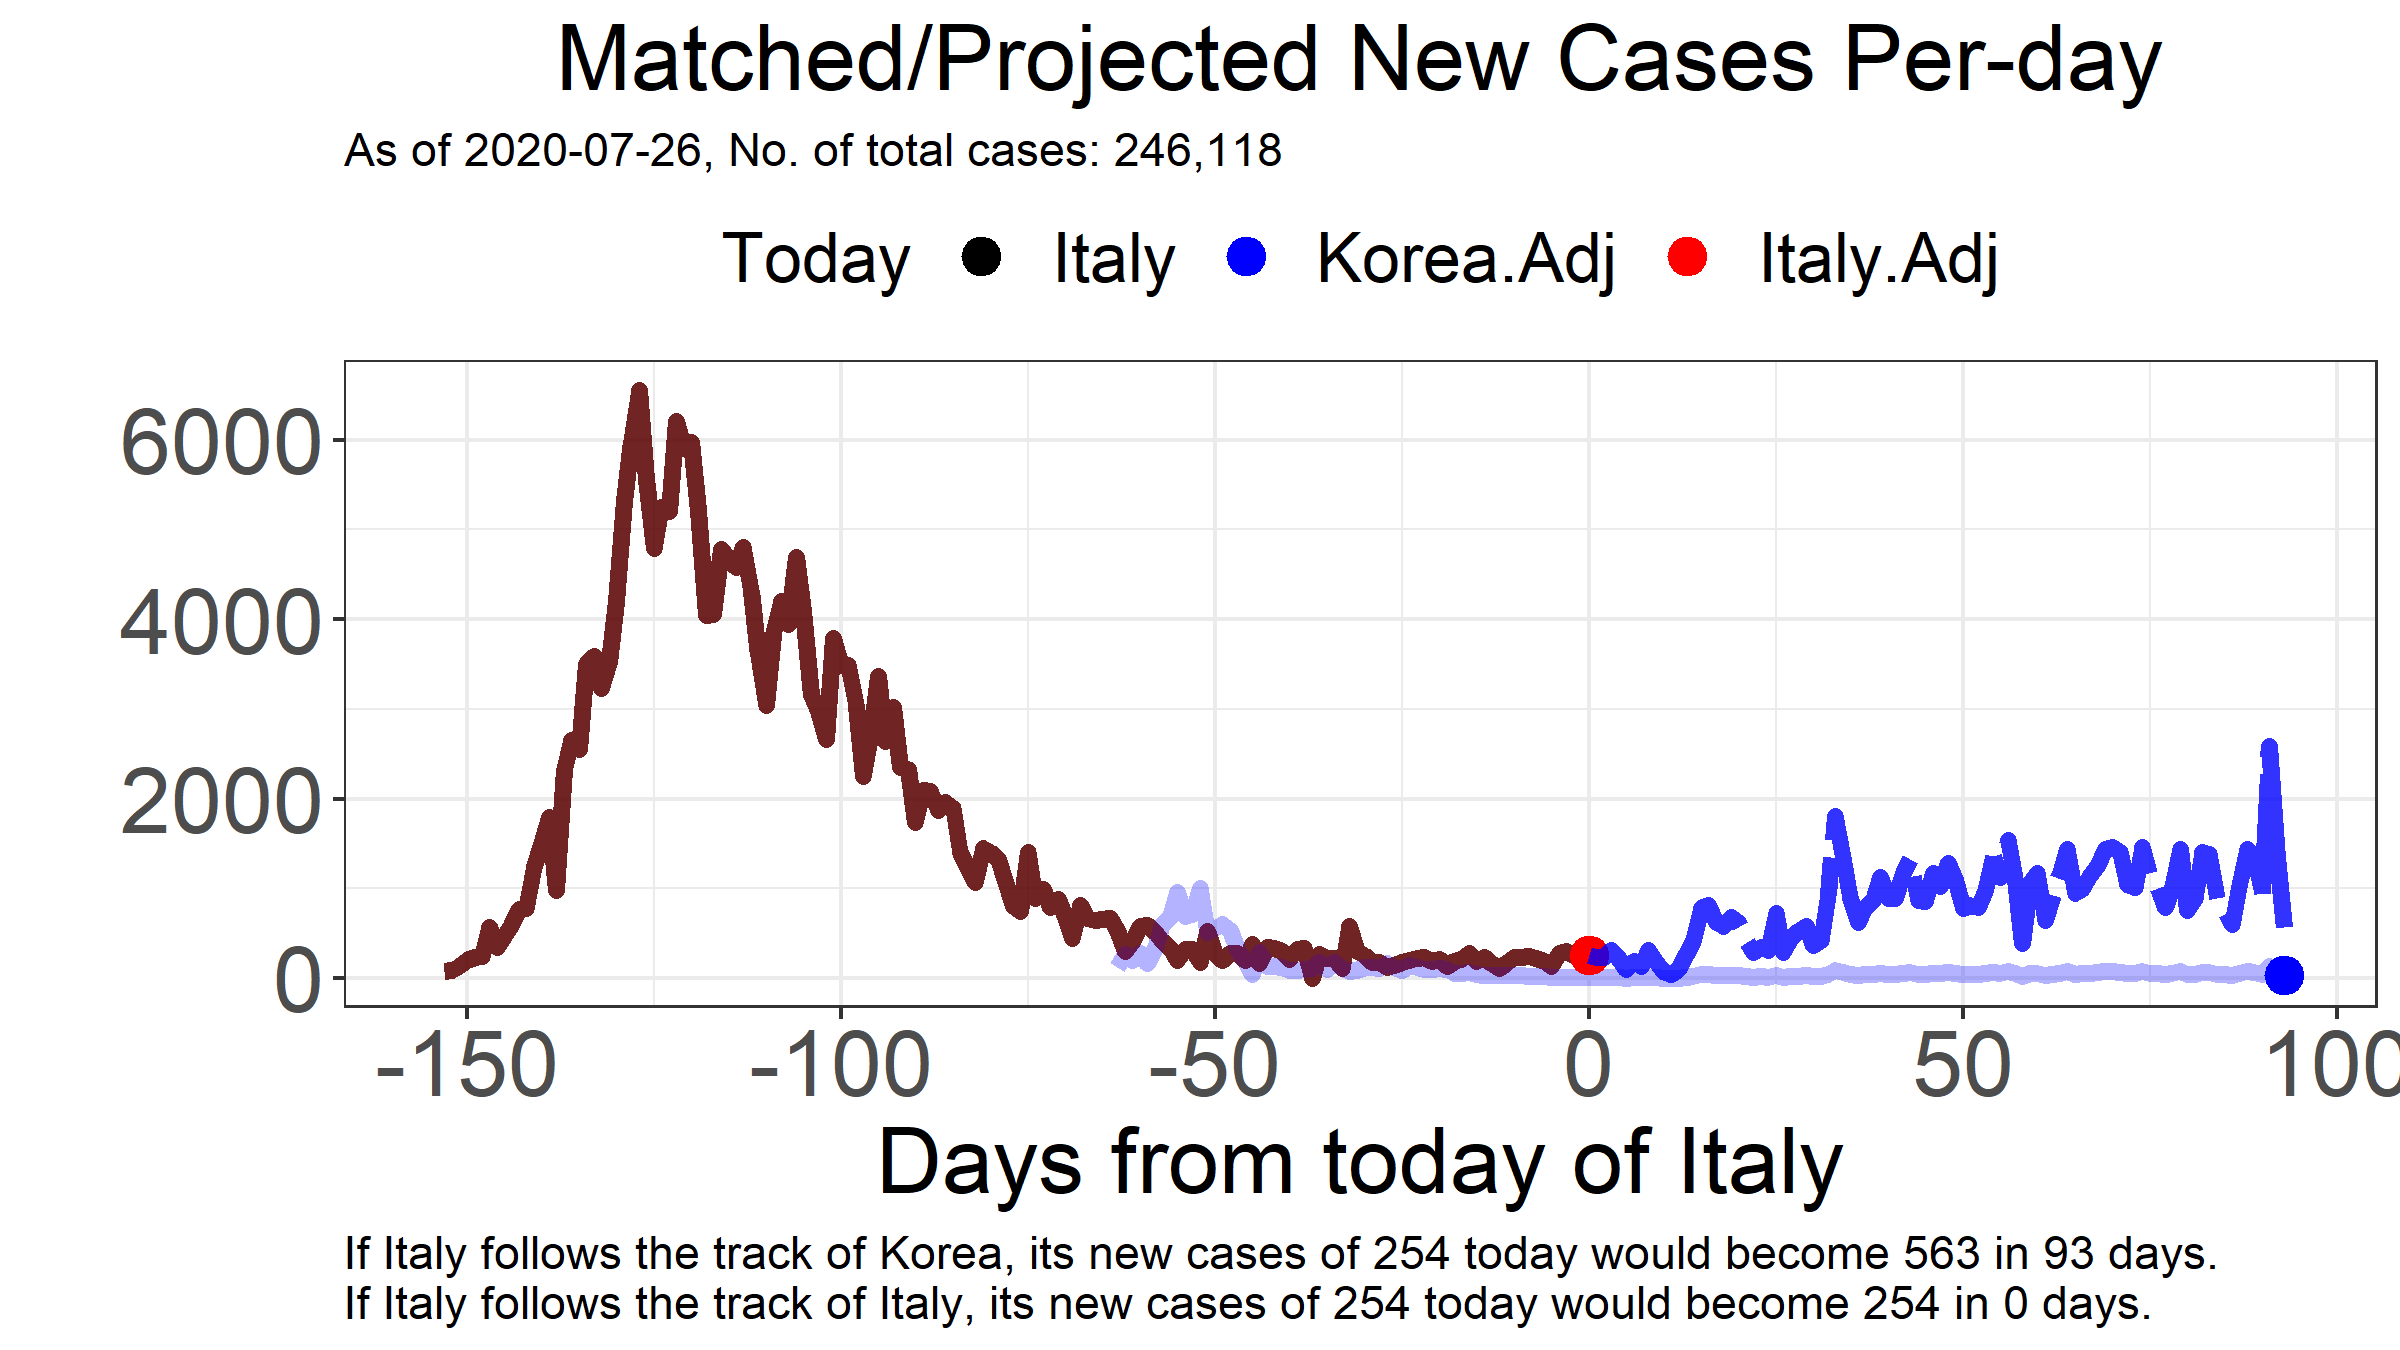 Matched/Projected New Cases Per-day
As of 2020-07-26, No. of total cases: 246,118
Today Italy Korea.Adj Italy.Adj
6000
4000
2000
0
-150 -100 -50 0 50 100
Days from today of Italy
If Italy follows the track of Korea, its new cases of 254 today would become 563 in 93 days.
If Italy follows the track of Italy, its new cases of 254 today would become 254 in 0 days.